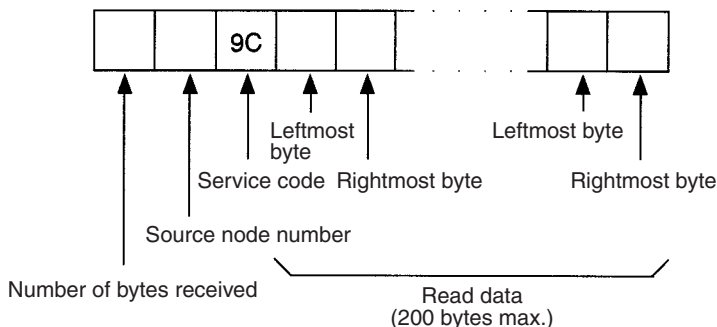 9C
Leftmost
byte
Leftmost byte
Service code
Rightmost byte
Rightmost byte
Source node number
Number of bytes received
Read data
(200 bytes max.)